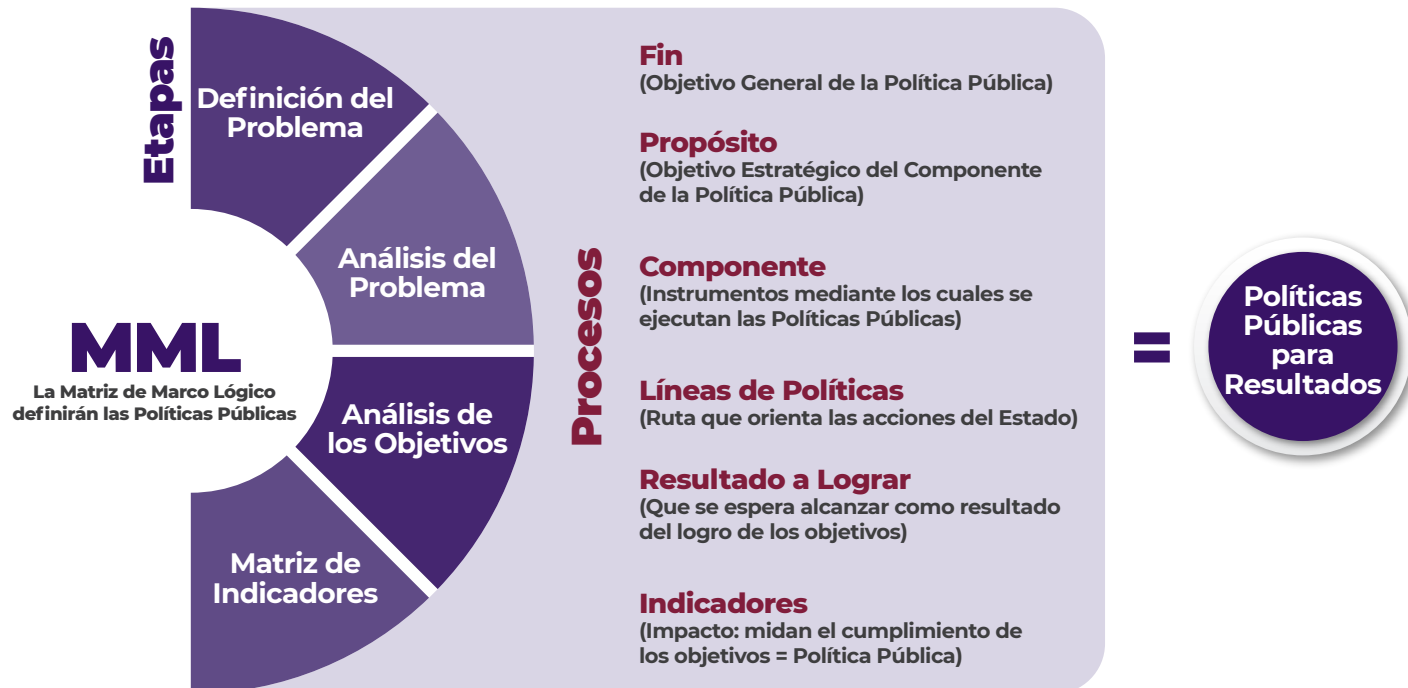 Etapas
Definición del
Problema
Análisis del
Problema
MML
La Matriz de Marco Lógico
definirán las Políticas Públicas
Análisis de
los Objetivos
Matriz de
Indicadores
Procesos
Fin
(Objetivo General de la Política Pública)
Propósito
(Objetivo Estratégico del Componente
de la Política Pública)
Componente
(Instrumentos mediante los cuales se
ejecutan las Políticas Públicas)
Líneas de Políticas
(Ruta que orienta las acciones del Estado)
Resultado a Lograr
(Que se espera alcanzar como resultado
del logro de los objetivos)
Indicadores
(Impacto: midan el cumplimiento de
los objetivos = Política Pública)
=
Políticas
Públicas
para
Resultados